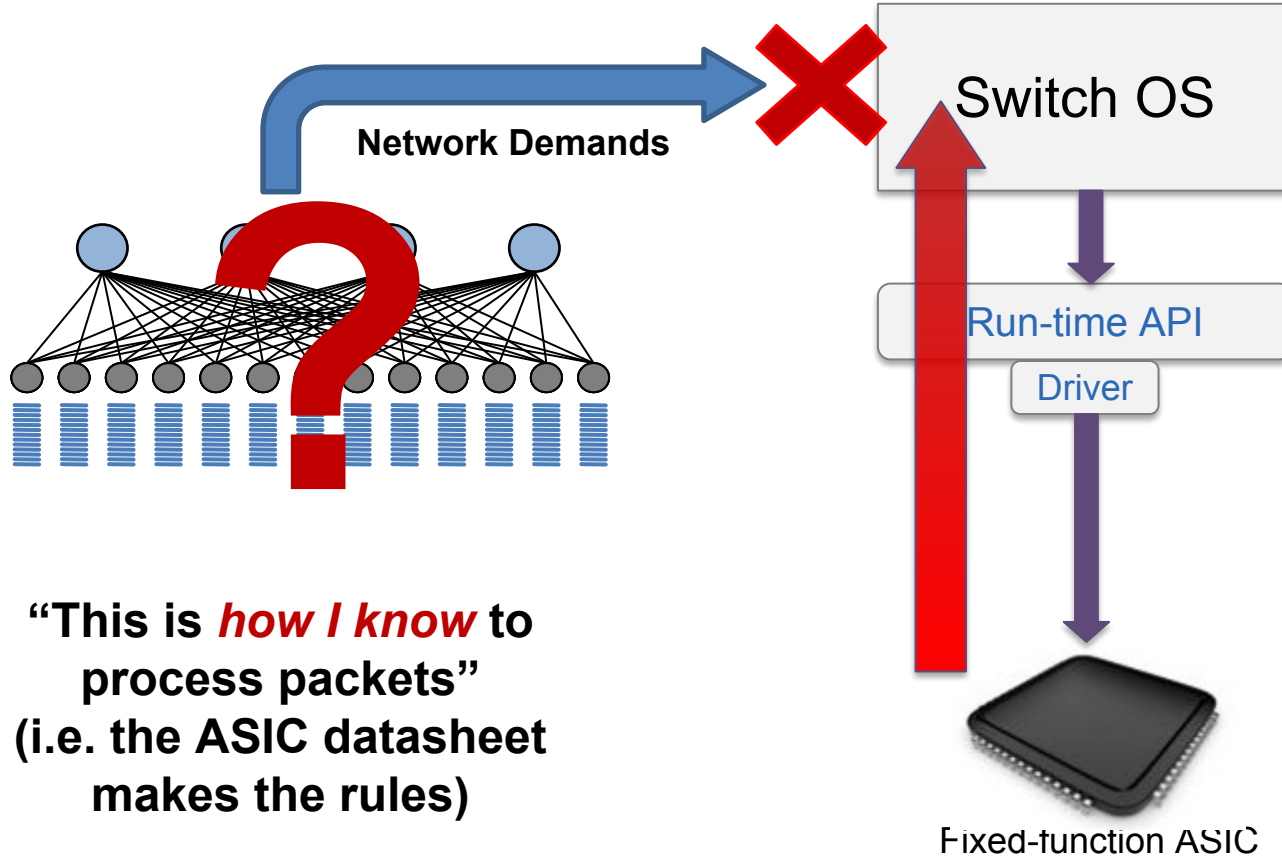 Network Demands
Switch OS
Run-time API
Driver
“This is how I know to
process packets”
(i.e. the ASIC datasheet
makes the rules)
Fixed-function ASIC
?